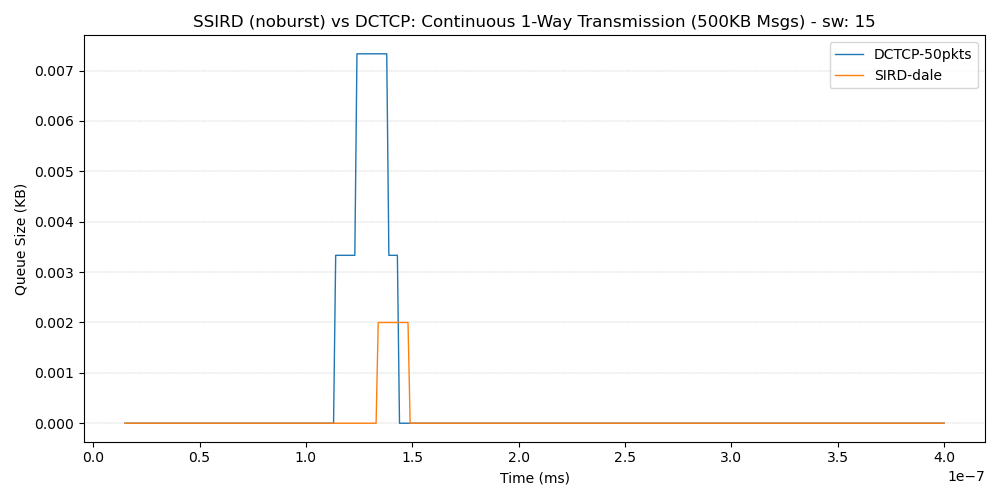 SSIRD (noburst) vs DCTCP: Continuous 1-Way Transmission (500KB Msgs) - sw: 15
DCTCP-50pkts
SIRD-dale
Queue Size (KB)
0.007
0.006
0.005
0.004
0.003
0.002
0.001
0.000
0.0 0.5 1.0 1.5 2.0 2.5 3.0 3.5 4.0
1e−7
Time (ms)